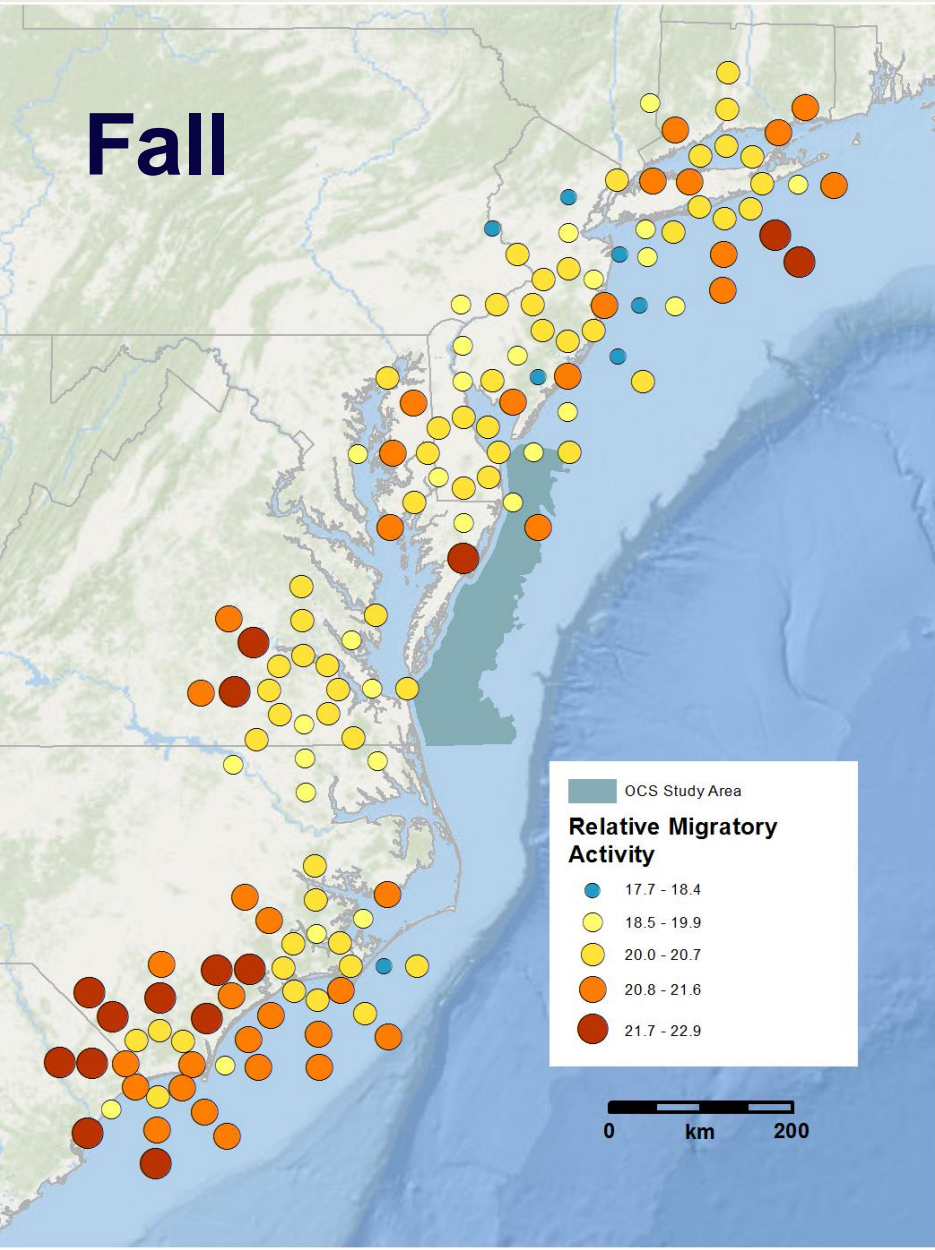 Fall
OCS Study Area
Relative Migratory
Activity
17.7 - 18.4
18.5 - 19.9
20.0 - 20.7
20.8 - 21.6
21.7 - 22.9
0 km 200